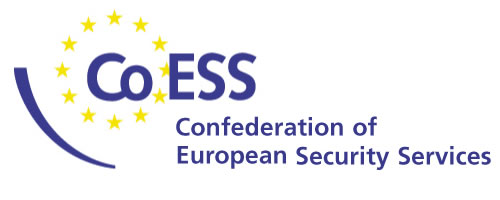 CoESS
Confederation of
European Security Services